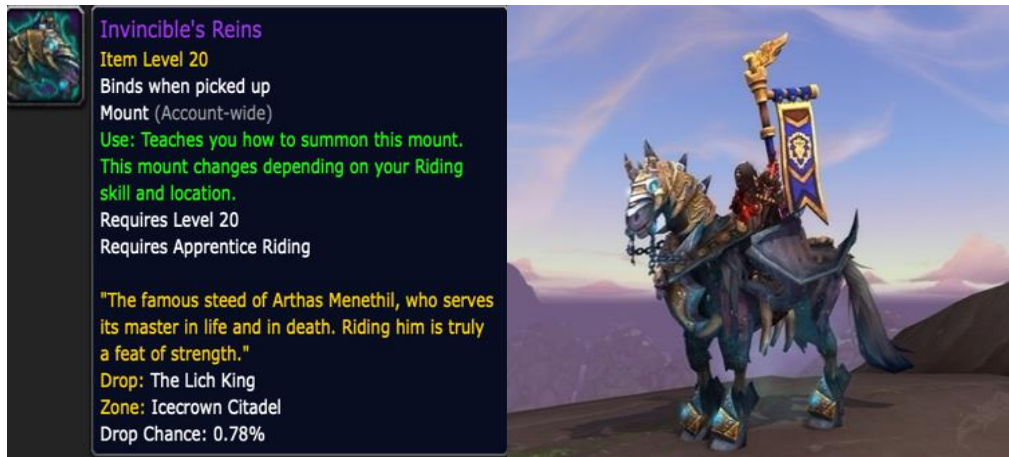 Invincible's Reins
Item Level 20
Binds when picked up
Mount (Account-wide)
Use: Teaches you how to summon this mount.
This mount changes depending on your Riding
skill and location.
Requires Level 20
Requires Apprentice Riding
"The famous steed of Arthas Menethil, who serves
its master in life and in death. Riding him is truly
a feat of strength."
Drop: The Lich King
Zone: Icecrown Citadel
Drop Chance: 0.78%